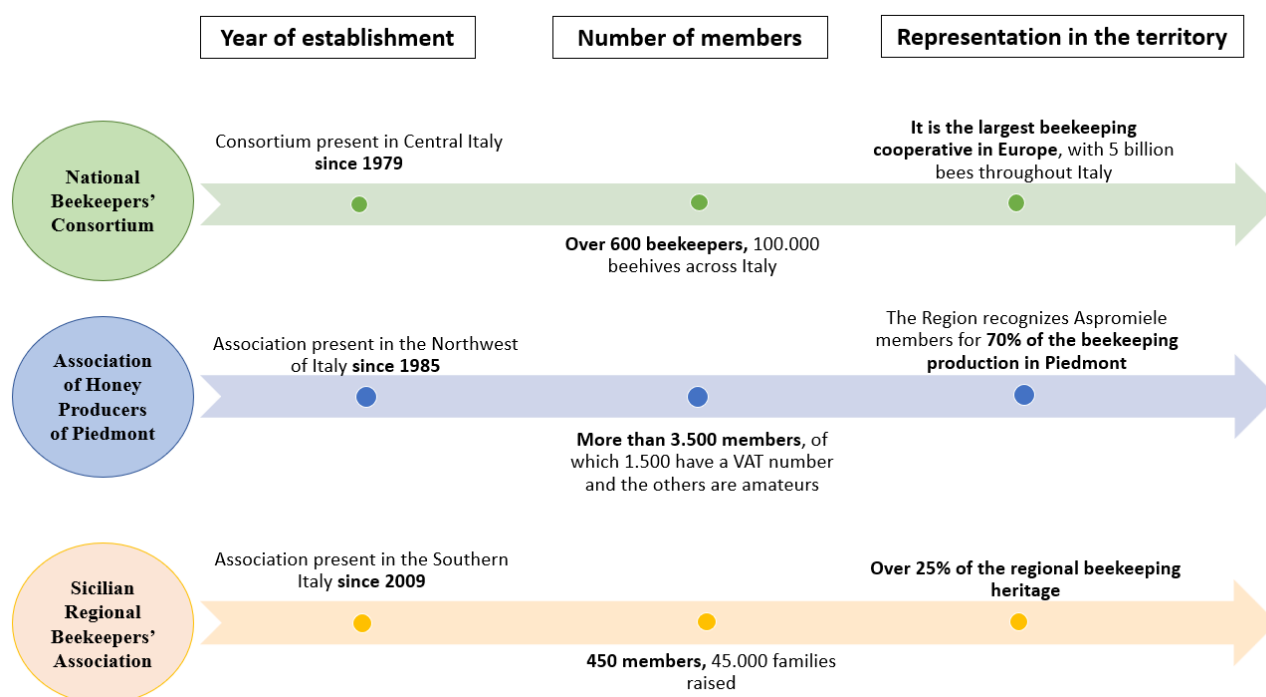 Year of establishment
Number of members
Representation in the territory
National
Beekeepers’
Consortium
Consortium present in Central Italy
since 1979
Over 600 beekeepers, 100.000
beehives across Italy
It is the largest beekeeping
cooperative in Europe, with 5 billion
bees throughout Italy
Association
of Honey
Producers
of Piedmont
Association present in the Northwest
of Italy since 1985
More than 3.500 members, of
which 1.500 have a VAT number
and the others are amateurs
The Region recognizes Aspromiele
members for 70% of the beekeeping
production in Piedmont
Sicilian
Regional
Beekeepers’
Association
Association present in the Southern
Italy since 2009
450 members, 45.000 families
raised
Over 25% of the regional beekeeping
heritage